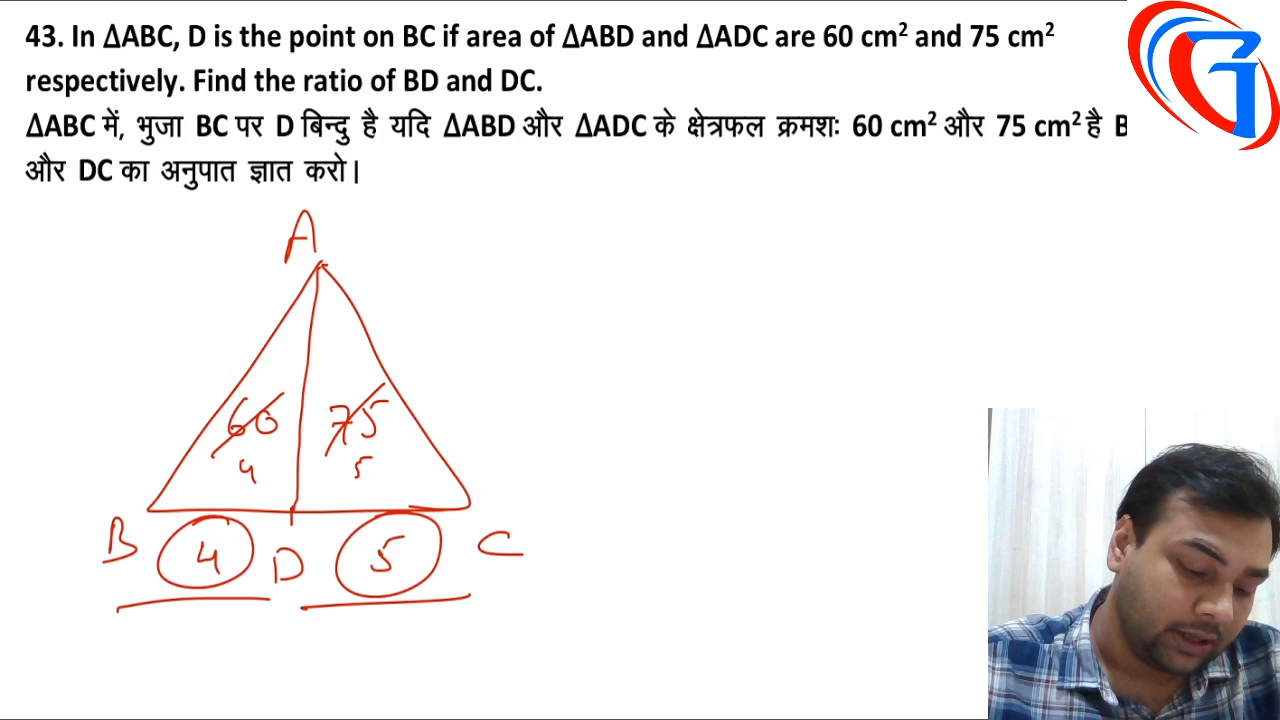 43. In ΔABC, D is the point on BC if area of ΔABD and ΔADC are 60 cm² and 75 cm²
respectively. Find the ratio of BD and DC.
ΔABC में, भुजा BC पर D बिन्दु है यदि ΔABD और ΔADC के क्षेत्रफल क्रमशः 60 cm² और 75 cm² है B
और DC का अनुपात ज्ञात करो।
A
60 75
4 5
B 4 D 5 C